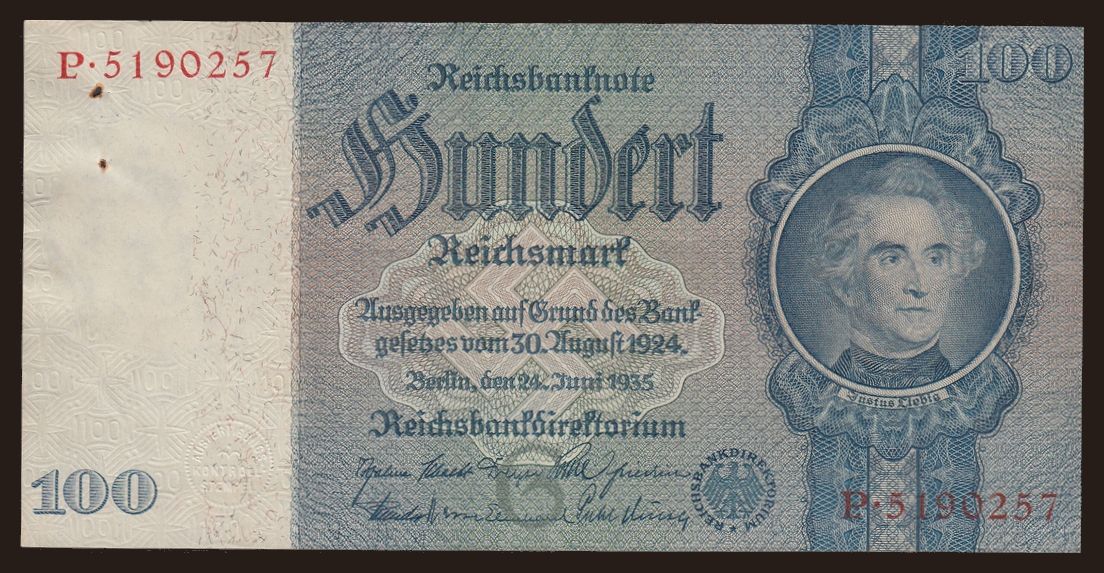 P·5190257
100
Reichsbanknote
Hundert
Reichsmark
Ausgegeben auf Grund des Bank-
gesetzes vom 30. August 1924.
Berlin, den 24. Juni 1935
Reichsbankdirektorium
Justus Liebig
REICHSBANKDIREKTORIUM
100
P·5190257